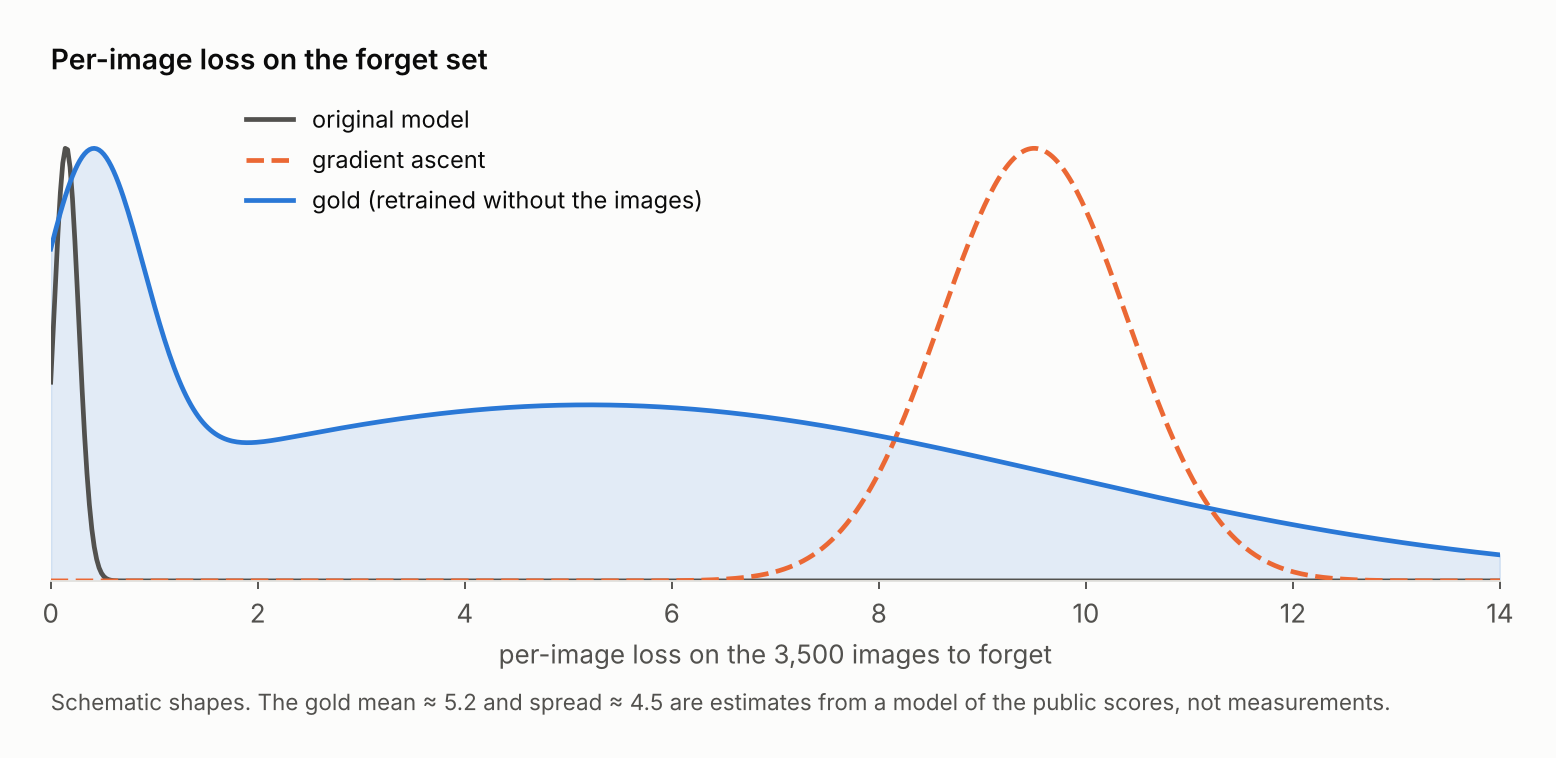 Per-image loss on the forget set
original model
gradient ascent
gold (retrained without the images)
0 2 4 6 8 10 12 14
per-image loss on the 3,500 images to forget
Schematic shapes. The gold mean ≈ 5.2 and spread ≈ 4.5 are estimates from a model of the public scores, not measurements.